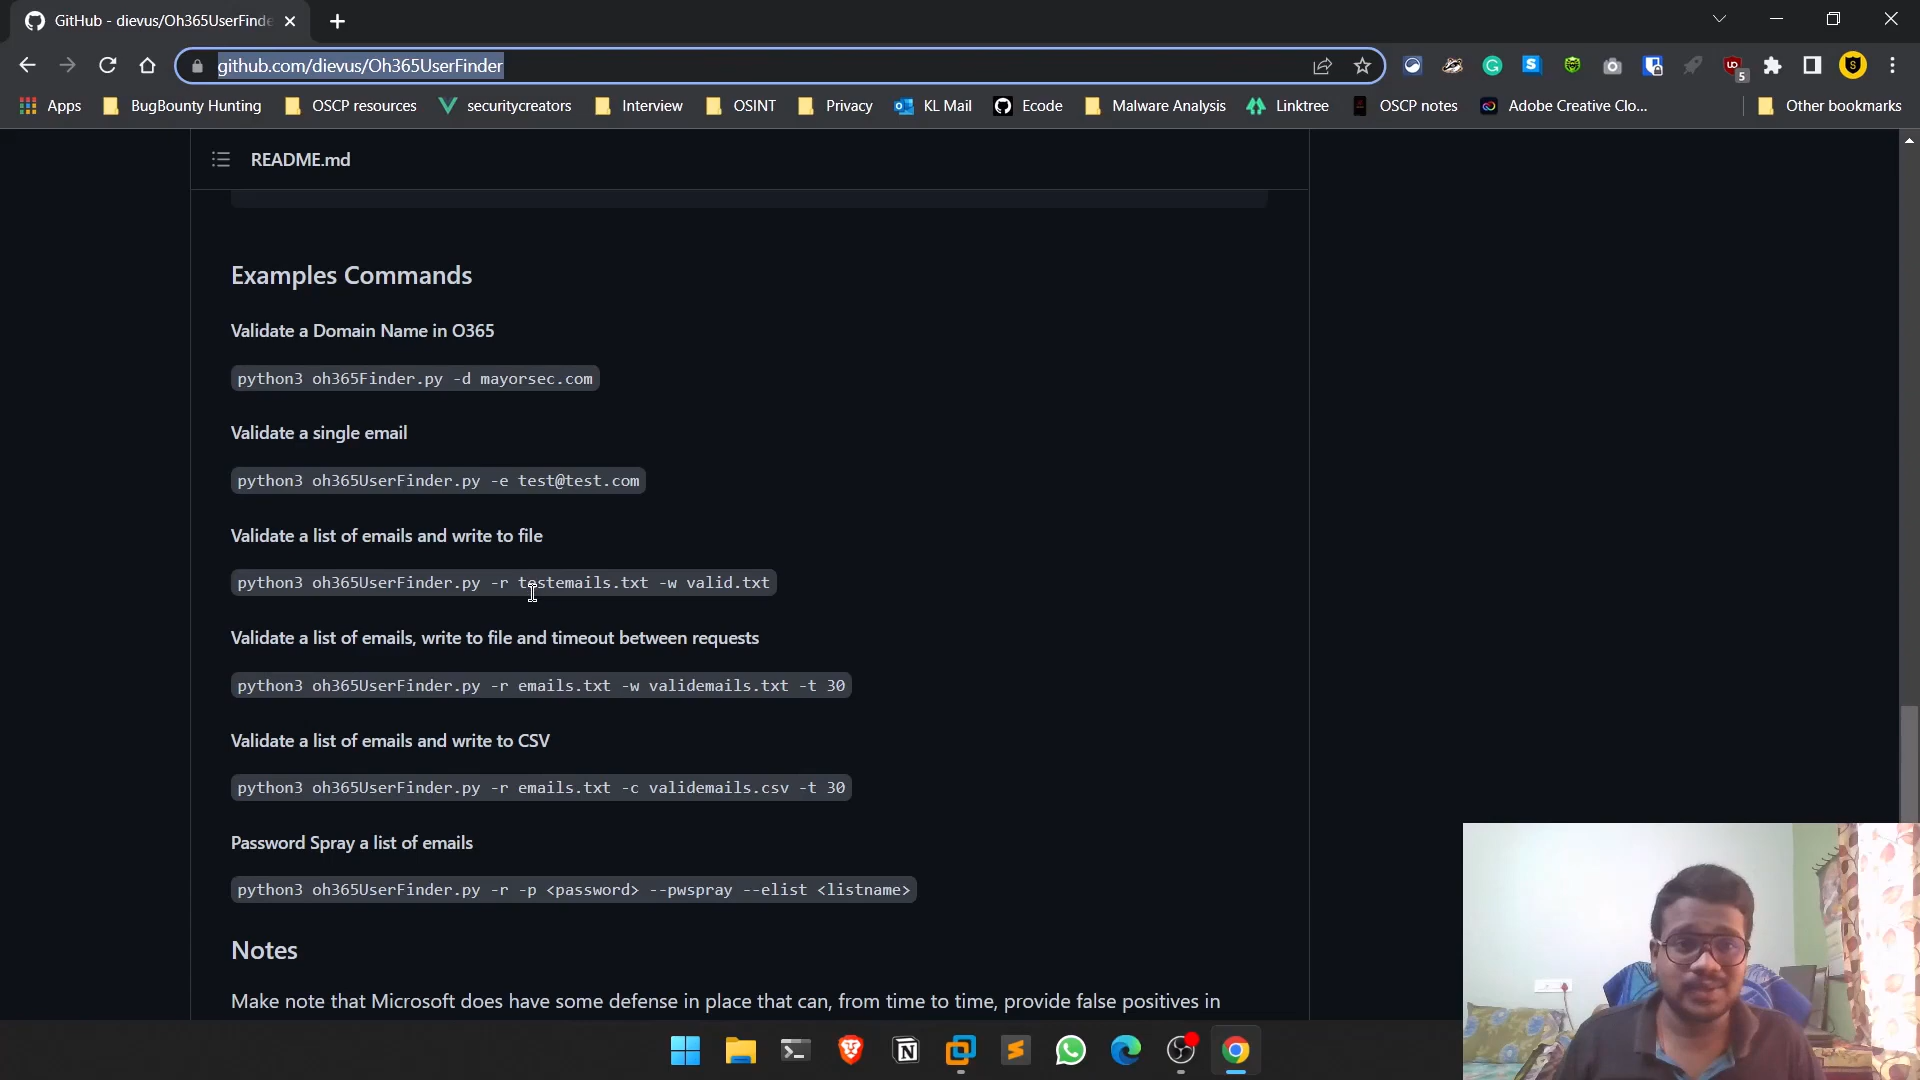 GitHub - dievus/Oh365UserFinde
github.com/dievus/Oh365UserFinder
5
S
Apps
BugBounty Hunting
OSCP resources
securitycreators
Interview
OSINT
Privacy
KL Mail
Ecode
Malware Analysis
Linktree
OSCP notes
Adobe Creative Clo...
Other bookmarks
README.md
Examples Commands
Validate a Domain Name in O365
python3 oh365Finder.py -d mayorsec.com
Validate a single email
python3 oh365UserFinder.py -e test@test.com
Validate a list of emails and write to file
python3 oh365UserFinder.py -r testemails.txt -w valid.txt
Validate a list of emails, write to file and timeout between requests
python3 oh365UserFinder.py -r emails.txt -w validemails.txt -t 30
Validate a list of emails and write to CSV
python3 oh365UserFinder.py -r emails.txt -c validemails.csv -t 30
Password Spray a list of emails
python3 oh365UserFinder.py -r -p <password> --pwspray --elist <listname>
Notes
Make note that Microsoft does have some defense in place that can, from time to time, provide false positives in